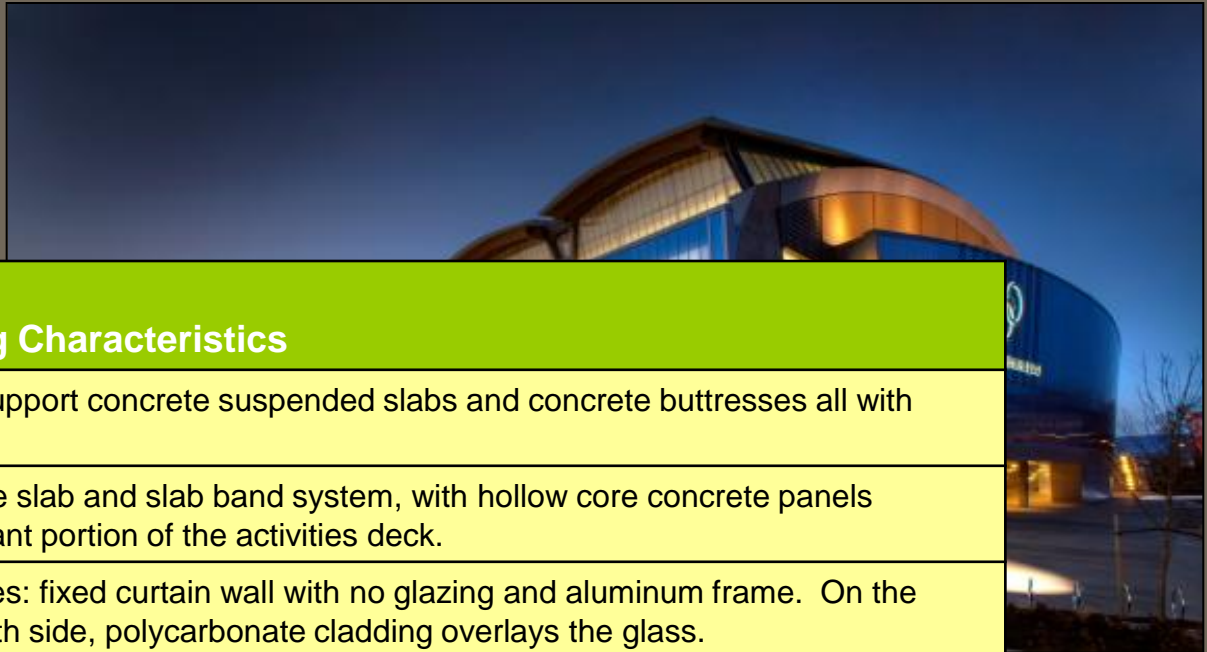 g Characteristics
upport concrete suspended slabs and concrete buttresses all with
e slab and slab band system, with hollow core concrete panels
ant portion of the activities deck.
es: fixed curtain wall with no glazing and aluminum frame.  On the
th side, polycarbonate cladding overlays the glass.